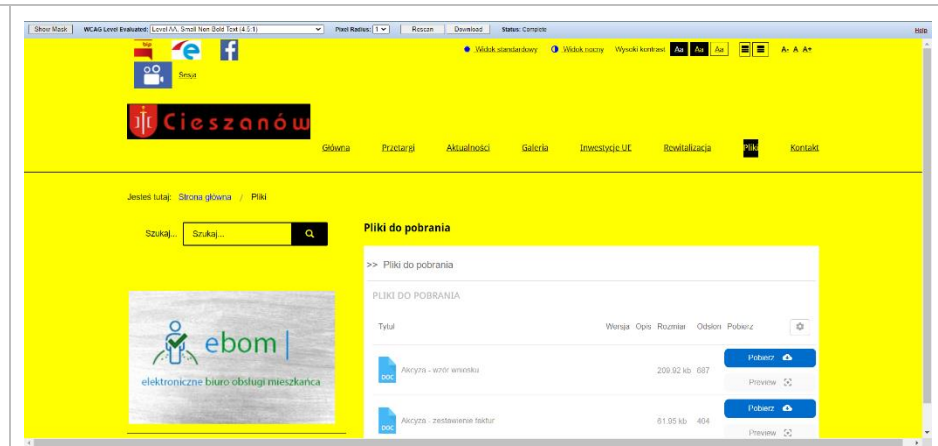 Show Mask WCAG Level Evaluated: Level AA, Small Non Bold Text (4.5:1) Pixel Radius: 1 Rescan Download Status: Complete Help
bip
Widok standardowy Widok nocny Wysoki kontrast Aa Aa Aa A- A A+
Sesja
Cieszanów
Główna Przetargi Aktualności Galeria Inwestycje UE Rewitalizacja Pliki Kontakt
Jesteś tutaj: Strona główna / Pliki
Szukaj... Szukaj...
Pliki do pobrania
>> Pliki do pobrania
PLIKI DO POBRANIA
Tytuł Wersja Opis Rozmiar Odsłon Pobierz
DOC Akcyza - wzór wniosku 209.92 kb 687 Pobierz
Preview
DOC Akcyza - zestawienie faktur 61.95 kb 404 Pobierz
Preview
ebom
elektroniczne biuro obsługi mieszkańca